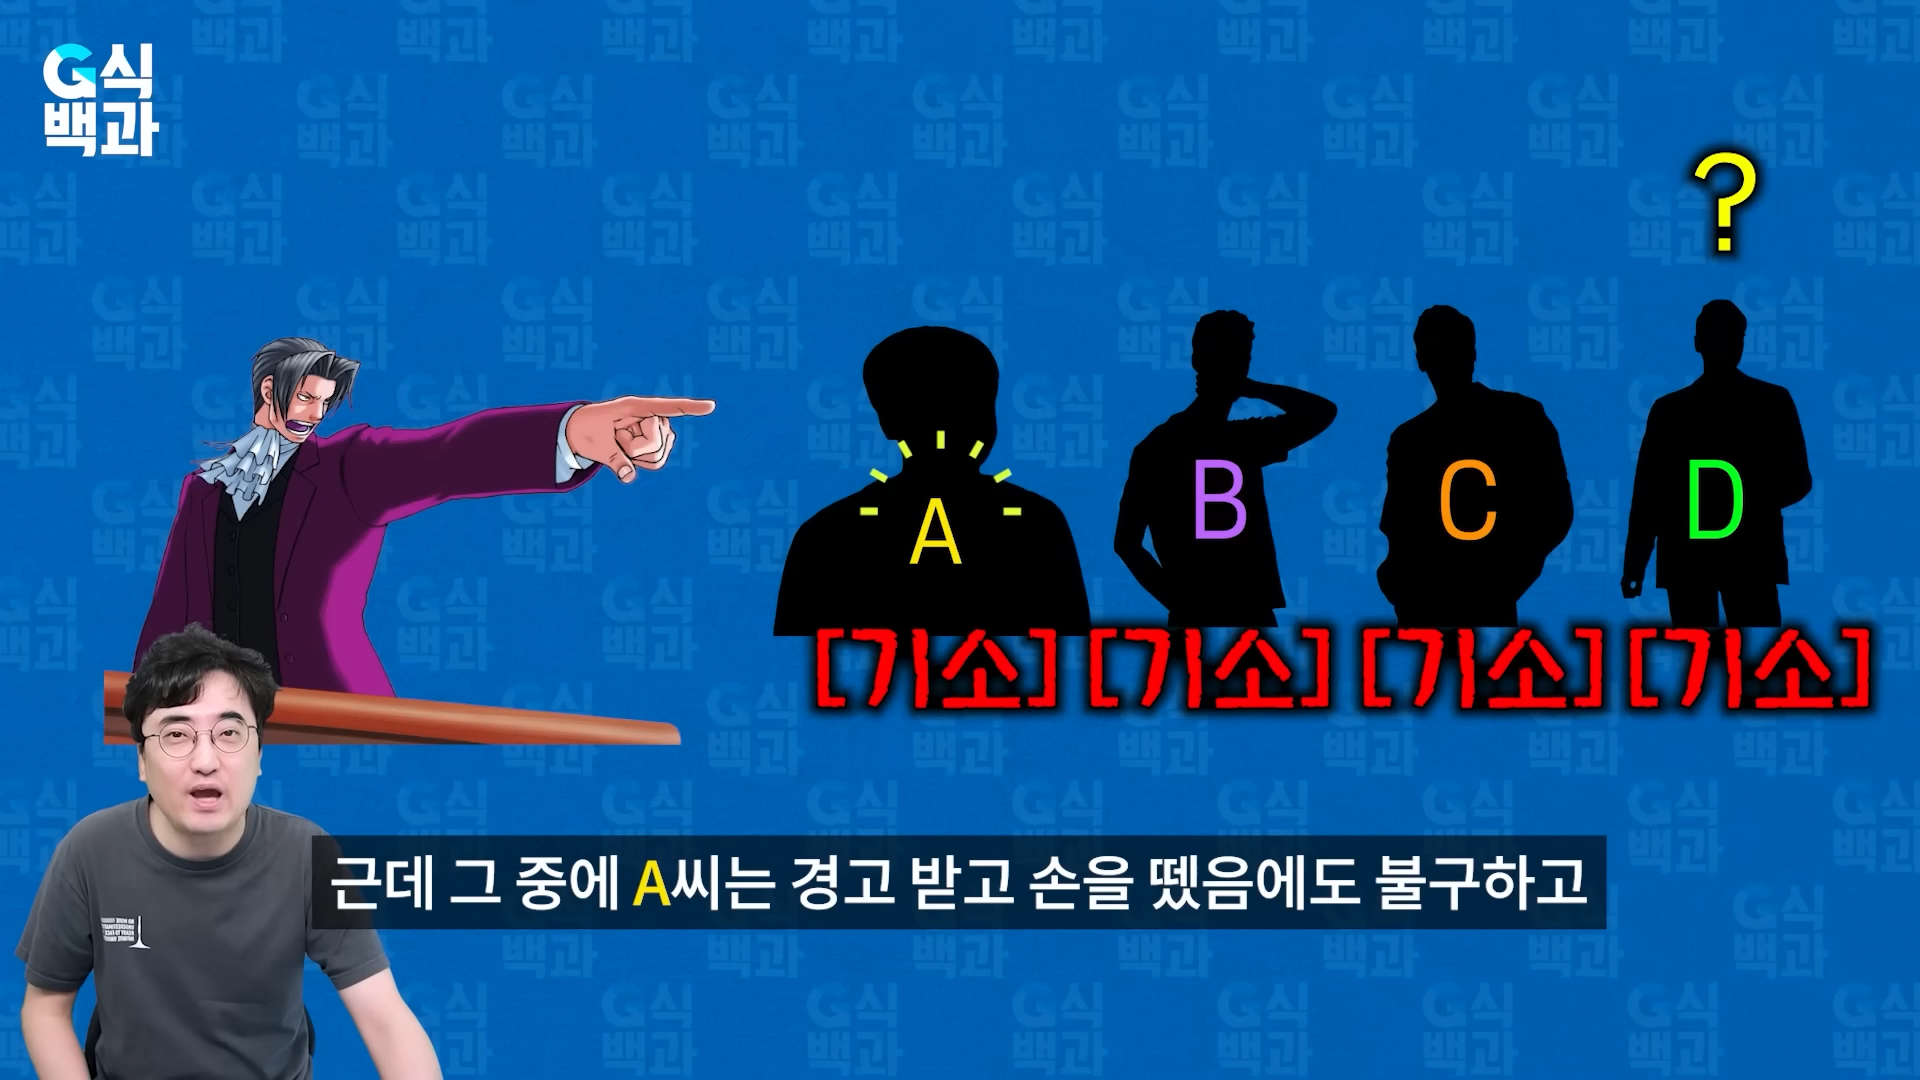 G식
백과
?
A
B
C
D
[기소] [기소] [기소] [기소]
근데 그 중에 A씨는 경고 받고 손을 뗐음에도 불구하고